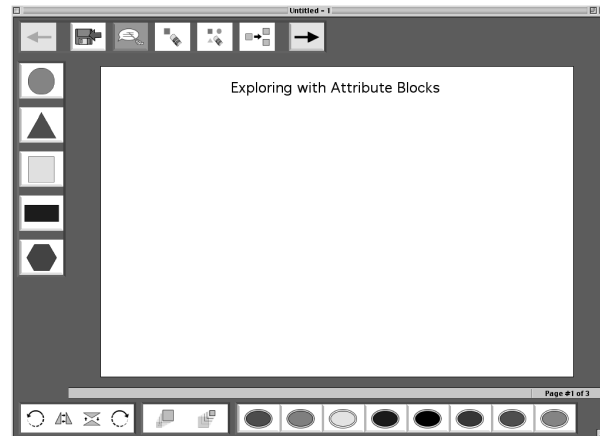 Untitled - 1
Exploring with Attribute Blocks
Page #1 of 3